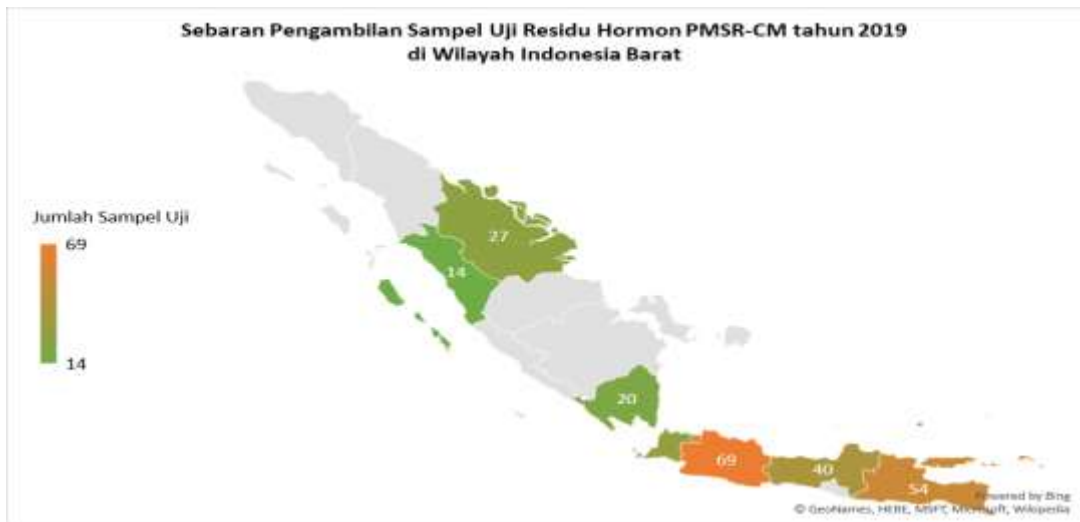 Sebaran Pengambilan Sampel Uji Residu Hormon PMSR-CM tahun 2019
di Wilayah Indonesia Barat
Jumlah Sampel Uji
69
14
27
14
20
69
40
54
Powered by Bing
© GeoNames, HERE, MSFT, Microsoft, Wikipedia